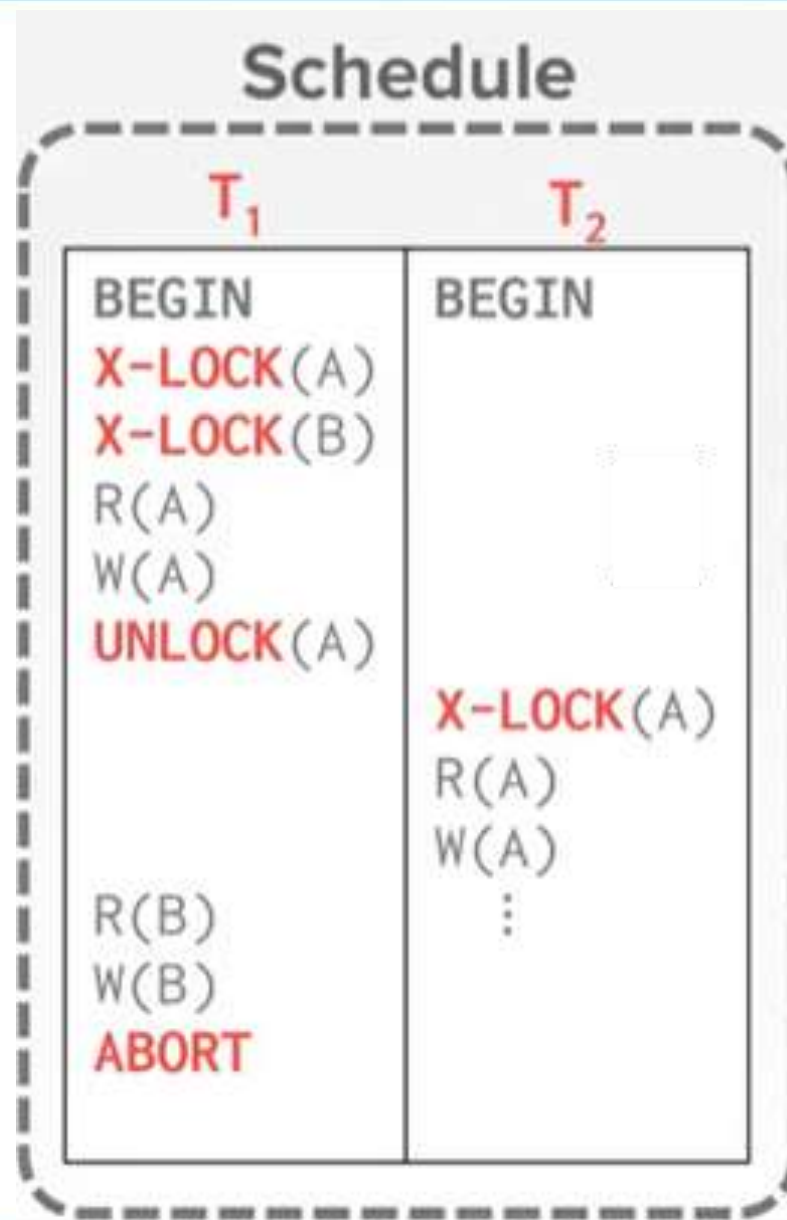 Schedule
T₁ T₂
BEGIN BEGIN
X-LOCK(A)
X-LOCK(B)
R(A)
W(A)
UNLOCK(A)
X-LOCK(A)
R(A)
W(A)
R(B) ⋮
W(B)
ABORT